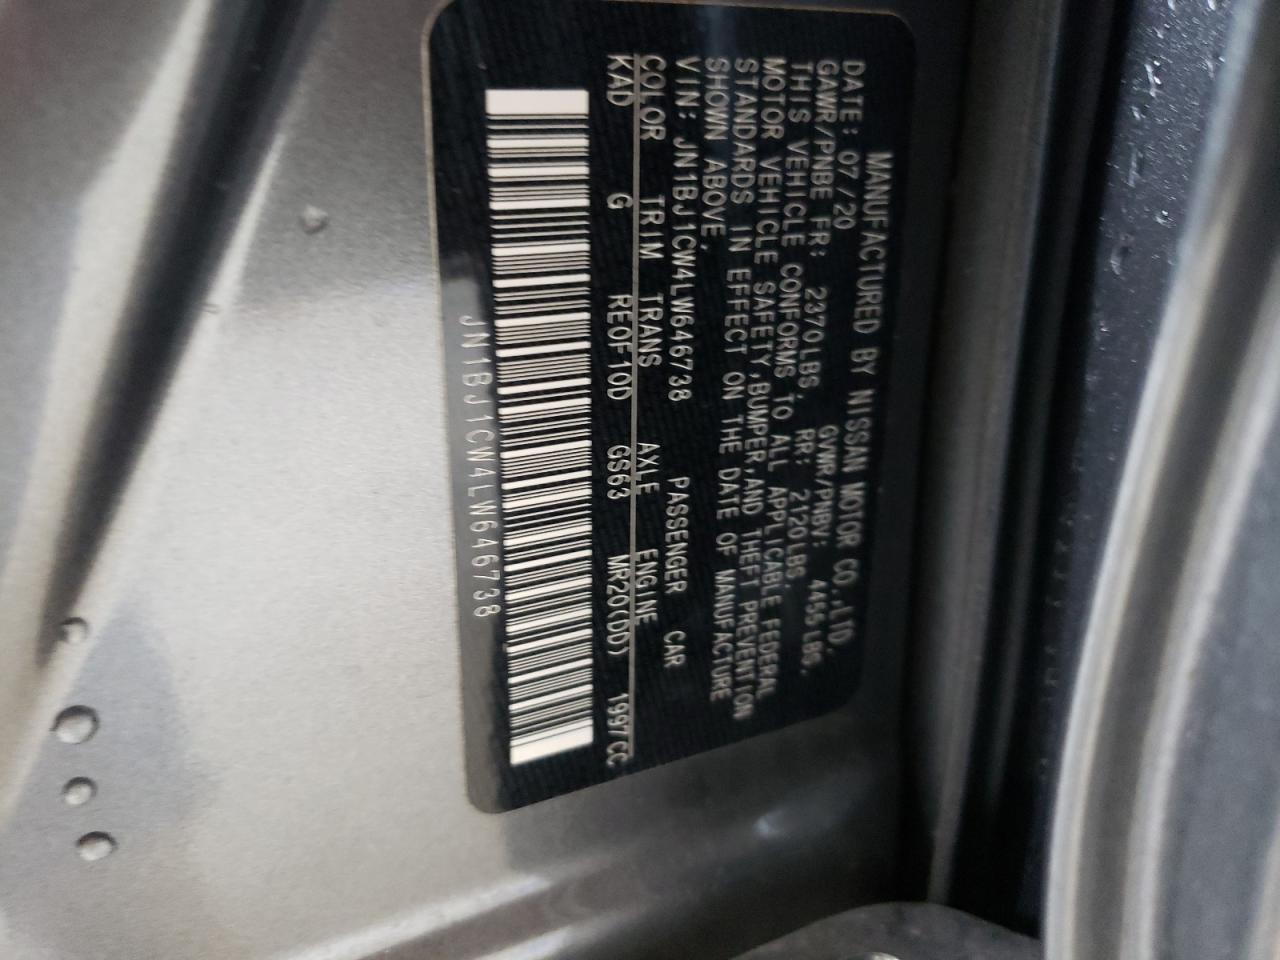 MANUFACTURED BY NISSAN MOTOR CO.,LTD.
DATE: 07/20 GVWR/PNBV: 4455 LBS.
GAWR/PNBE FR: 2370LBS. RR: 2120LBS.
THIS VEHICLE CONFORMS TO ALL APPLICABLE FEDERAL
MOTOR VEHICLE SAFETY,BUMPER,AND THEFT PREVENTION
STANDARDS IN EFFECT ON THE DATE OF MANUFACTURE
SHOWN ABOVE.
VIN: JN1BJ1CW4LW646738 PASSENGER CAR
COLOR TRIM TRANS AXLE ENGINE
KAD G RE0F10D GS63 MR20(DD) 1997CC
JN1BJ1CW4LW646738